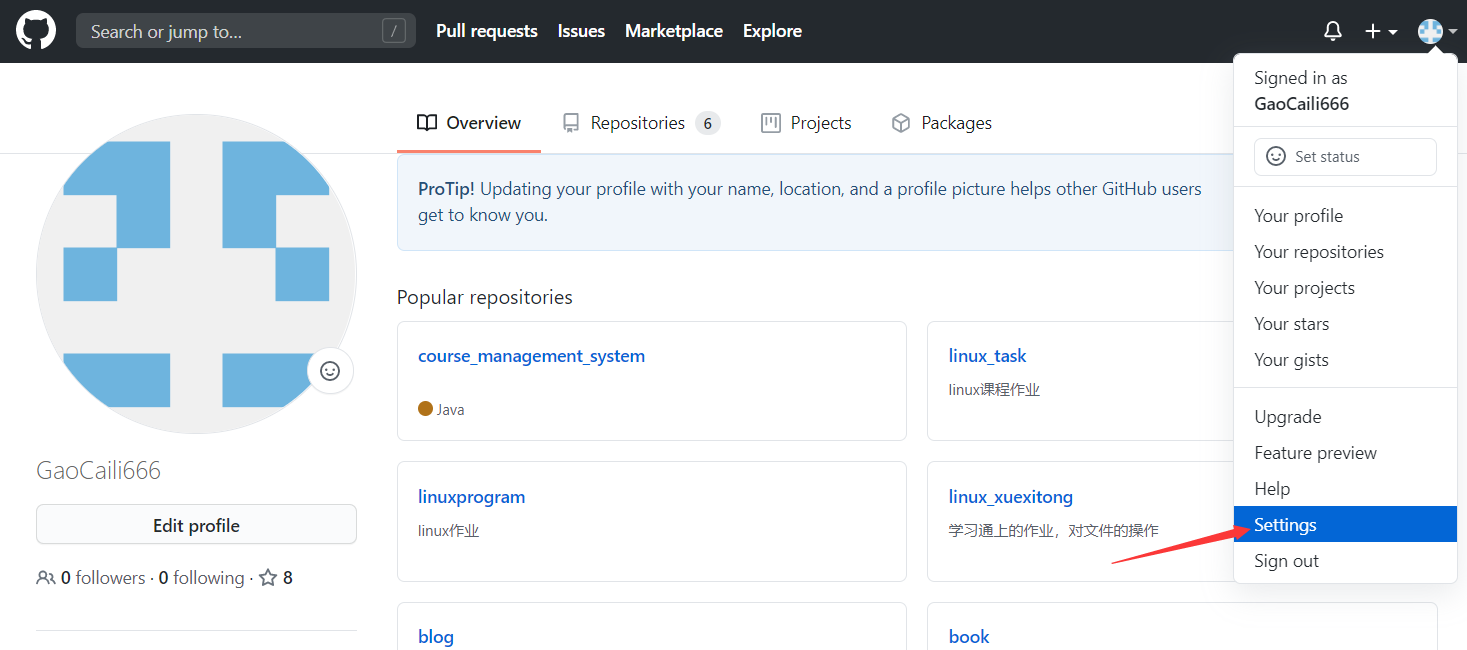 Search or jump to... /
Pull requests Issues Marketplace Explore
Signed in as
GaoCaili666
Set status
Your profile
Your repositories
Your projects
Your stars
Your gists
Upgrade
Feature preview
Help
Settings
Sign out
Overview Repositories 6 Projects Packages
ProTip! Updating your profile with your name, location, and a profile picture helps other GitHub users
get to know you.
GaoCaili666
Edit profile
0 followers · 0 following · 8
Popular repositories
course_management_system
Java
linux_task
linux课程作业
linuxprogram
linux作业
linux_xuexitong
学习通上的作业，对文件的操作
blog
book